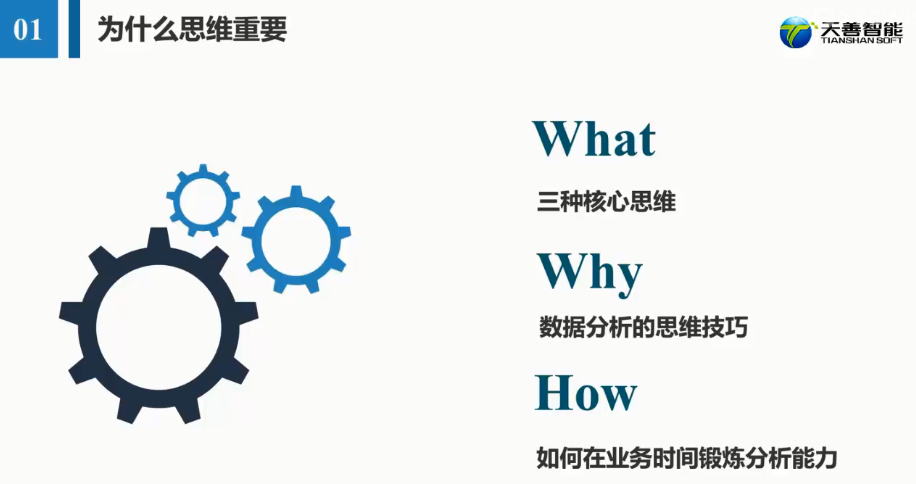 01
为什么思维重要
天善智能
TIANSHAN SOFT
What
三种核心思维
Why
数据分析的思维技巧
How
如何在业务时间锻炼分析能力